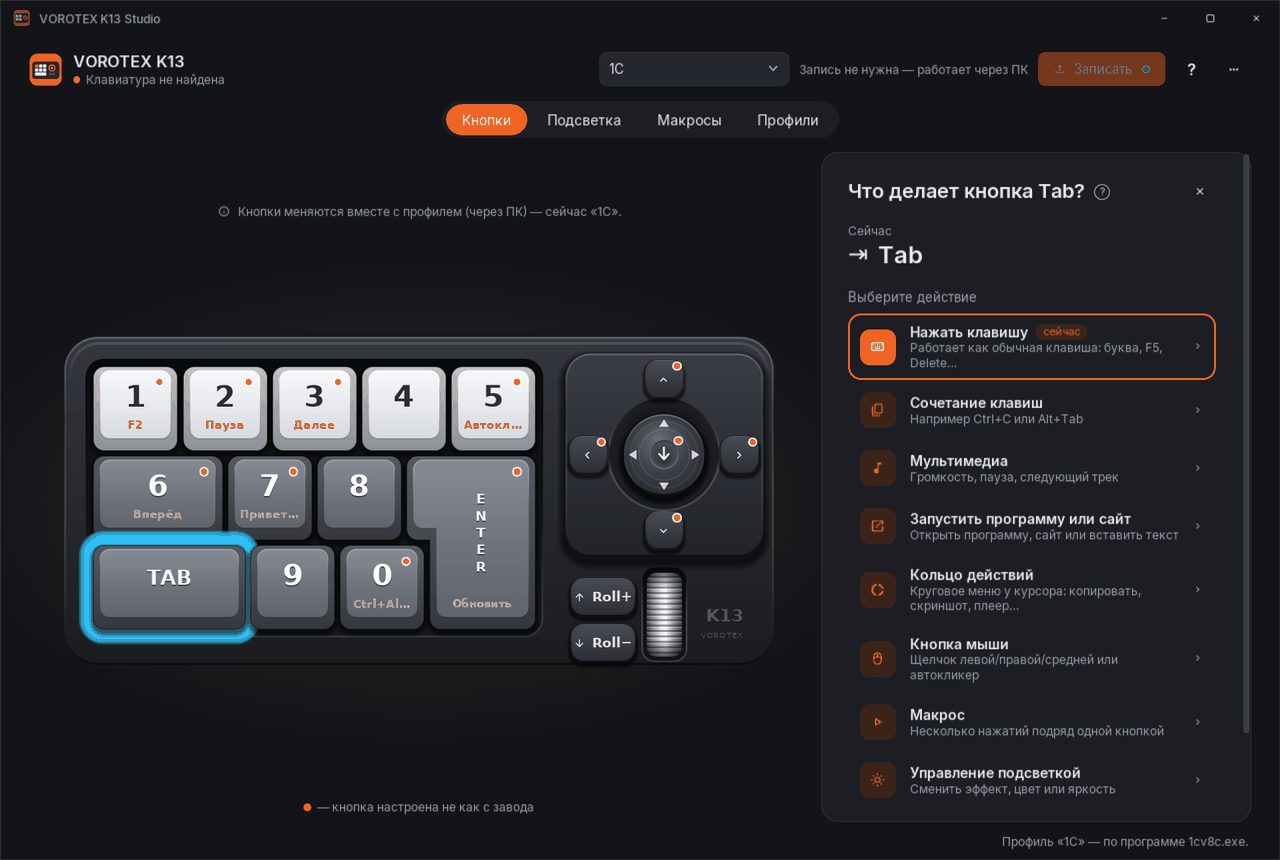 VOROTEX K13 Studio
VOROTEX K13
Клавиатура не найдена
1С
Запись не нужна — работает через ПК
Записать
?
Кнопки
Подсветка
Макросы
Профили
Кнопки меняются вместе с профилем (через ПК) — сейчас «1С».
1
F2
2
Пауза
3
Далее
4
5
Автокл...
6
Вперёд
7
Привет...
8
ENTER
Обновить
TAB
9
0
Ctrl+Al...
↑ Roll+
↓ Roll−
K13
VOROTEX
— кнопка настроена не как с завода
Что делает кнопка Tab? ?
Сейчас
Tab
Выберите действие
Нажать клавишу сейчас
Работает как обычная клавиша: буква, F5,
Delete...
Сочетание клавиш
Например Ctrl+C или Alt+Tab
Мультимедиа
Громкость, пауза, следующий трек
Запустить программу или сайт
Открыть программу, сайт или вставить текст
Кольцо действий
Круговое меню у курсора: копировать,
скриншот, плеер...
Кнопка мыши
Щелчок левой/правой/средней или
автокликер
Макрос
Несколько нажатий подряд одной кнопкой
Управление подсветкой
Сменить эффект, цвет или яркость
Профиль «1С» — по программе 1cv8c.exe.